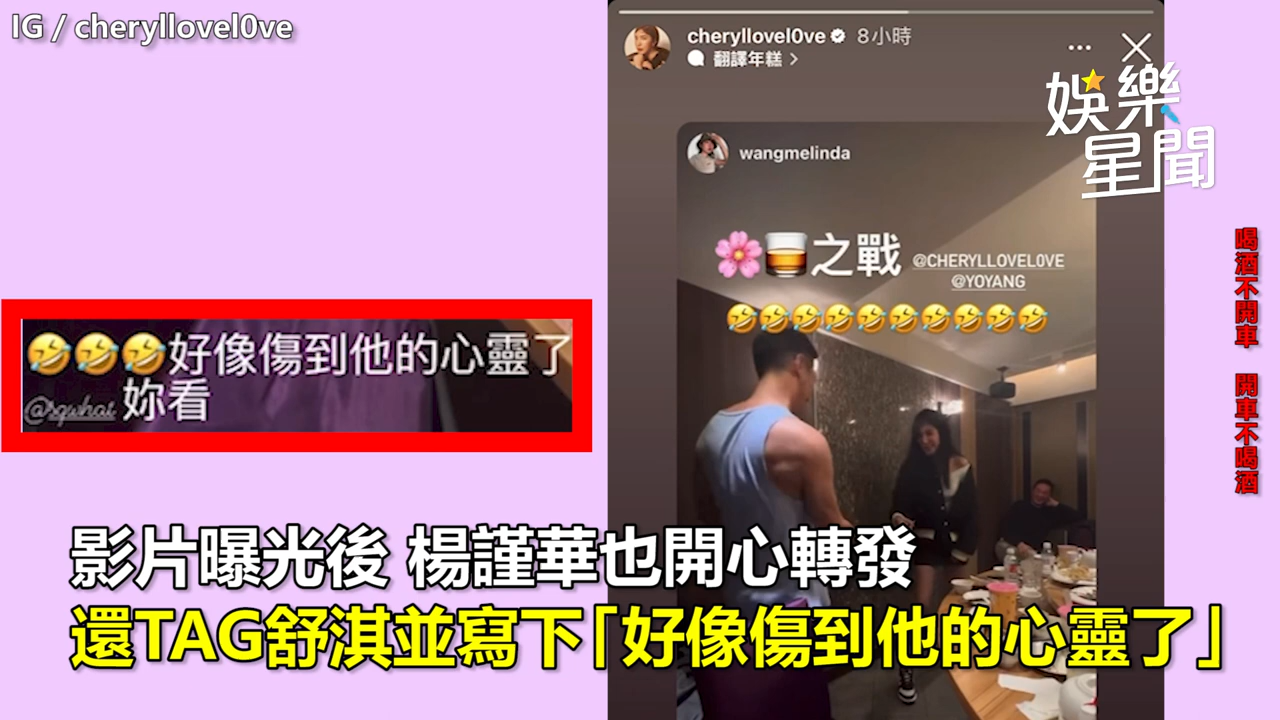 IG / cheryllovel0ve
cheryllovel0ve 8小時
翻譯年糕 >
娛樂星聞
wangmelinda
🌸🥃之戰 @CHERYLLOVEL0VE
@YOYANG
🤣🤣🤣🤣🤣🤣🤣🤣🤣🤣
喝酒不開車 開車不喝酒
🤣🤣🤣好像傷到他的心靈了
@sqwhat 妳看
影片曝光後 楊謹華也開心轉發
還TAG舒淇並寫下「好像傷到他的心靈了」